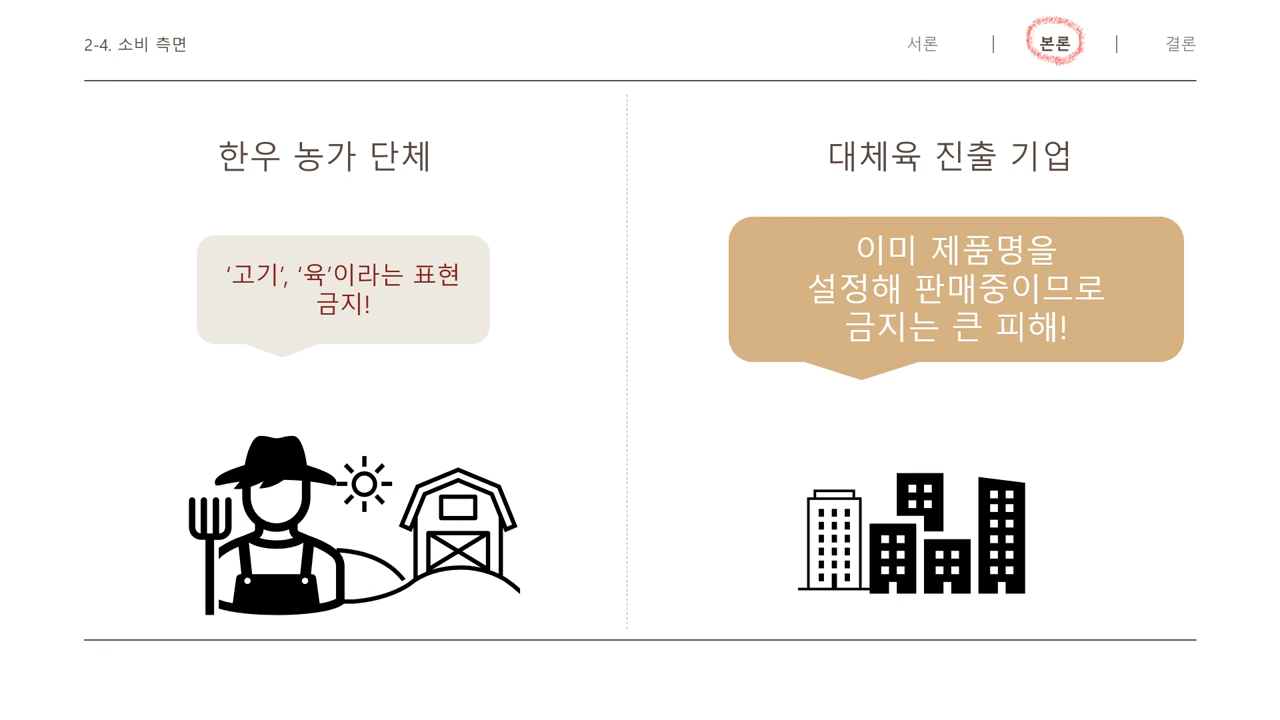 2-4. 소비 측면
서론 | 본론 | 결론
한우 농가 단체
'고기', '육'이라는 표현
금지!
대체육 진출 기업
이미 제품명을
설정해 판매중이므로
금지는 큰 피해!